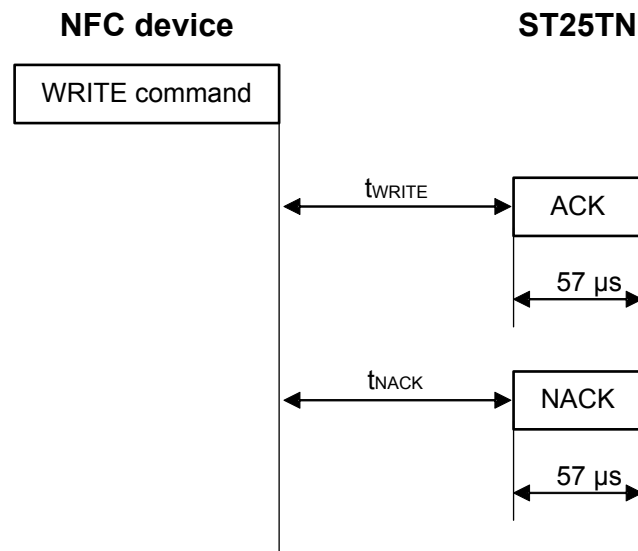 NFC device
ST25TN
WRITE command
tWRITE
ACK
57 µs
tNACK
NACK
57 µs